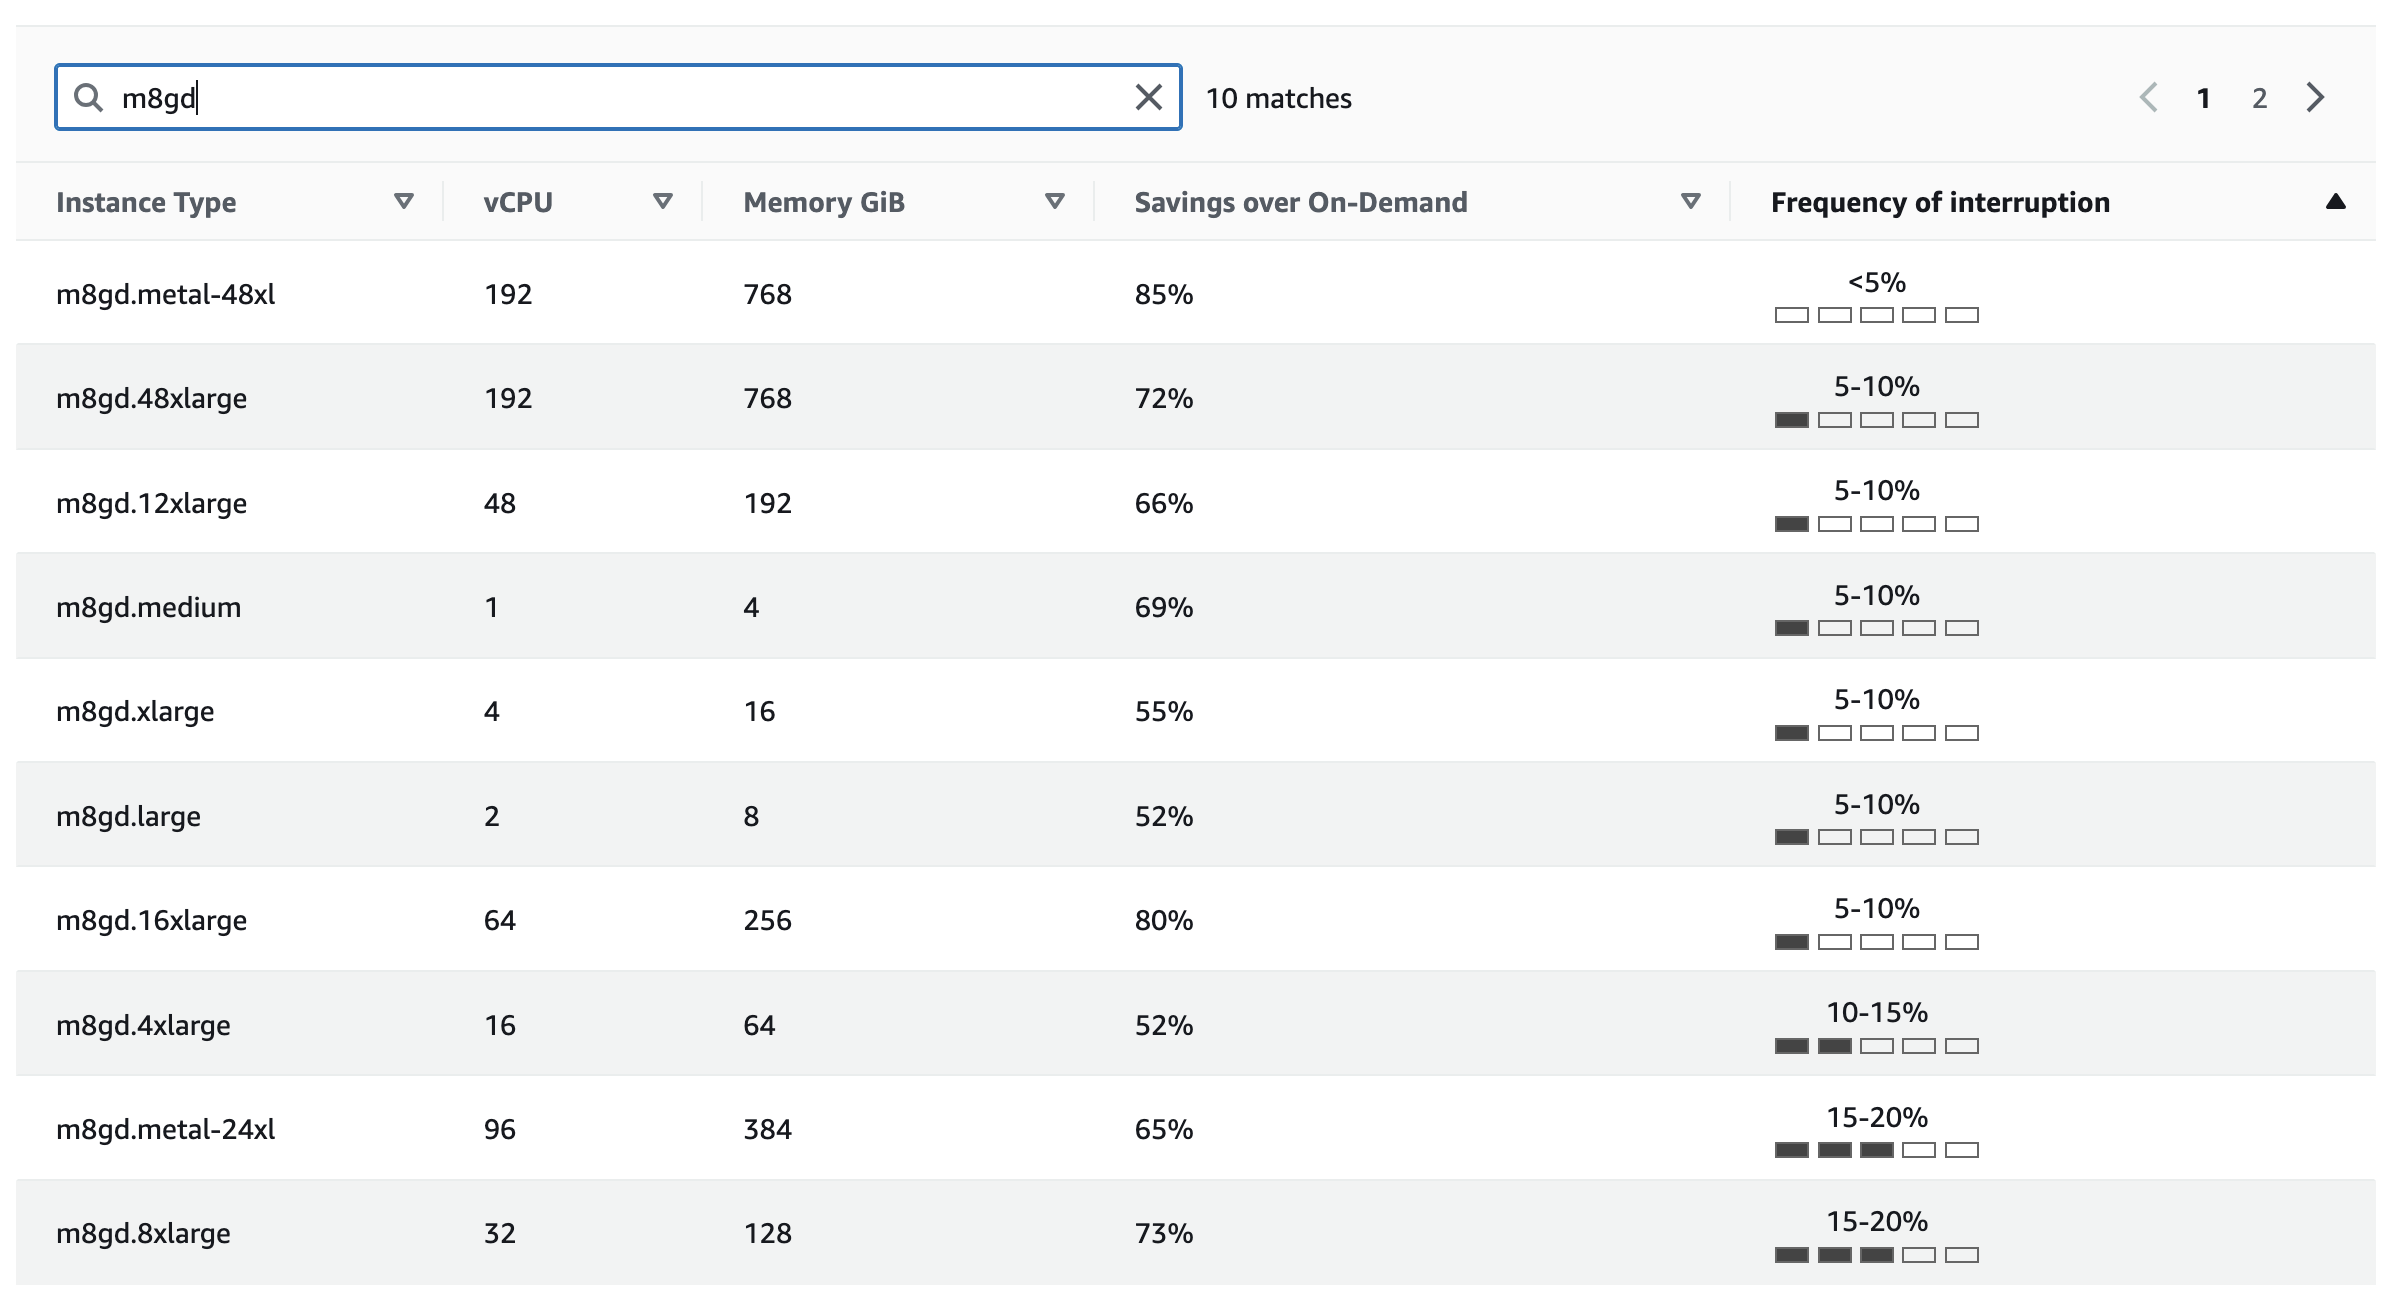 m8gd 10 matches 1 2
Instance Type vCPU Memory GiB Savings over On-Demand Frequency of interruption
m8gd.metal-48xl 192 768 85% <5%
m8gd.48xlarge 192 768 72% 5-10%
m8gd.12xlarge 48 192 66% 5-10%
m8gd.medium 1 4 69% 5-10%
m8gd.xlarge 4 16 55% 5-10%
m8gd.large 2 8 52% 5-10%
m8gd.16xlarge 64 256 80% 5-10%
m8gd.4xlarge 16 64 52% 10-15%
m8gd.metal-24xl 96 384 65% 15-20%
m8gd.8xlarge 32 128 73% 15-20%